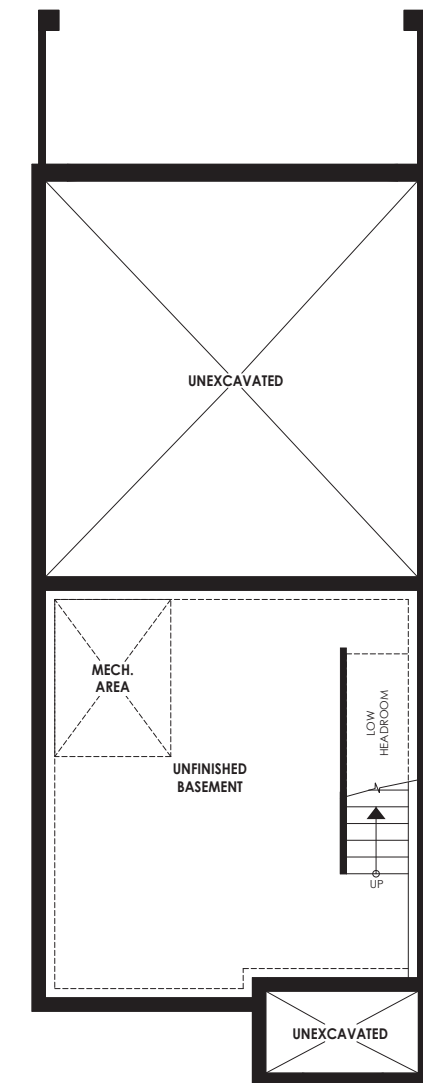 UNEXCAVATED
MECH.
AREA
LOW
HEADROOM
UNFINISHED
BASEMENT
UP
UNEXCAVATED